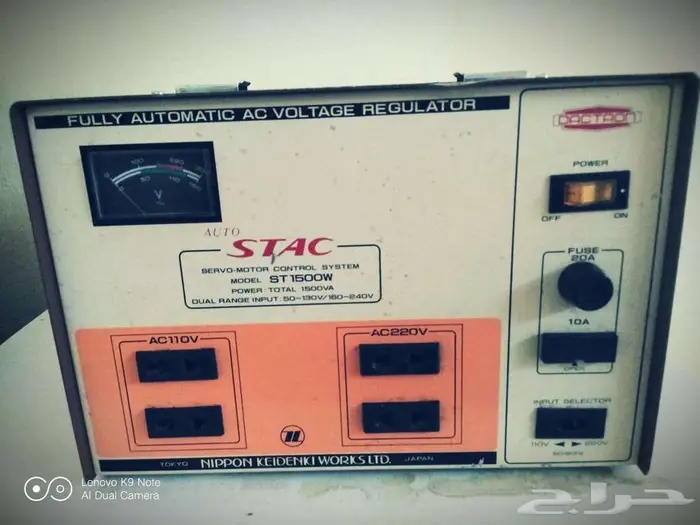 FULLY AUTOMATIC AC VOLTAGE REGULATOR
DACTRON
V
AUTO
STAC
SERVO-MOTOR CONTROL SYSTEM
MODEL ST1500W
POWER: TOTAL 1500VA
DUAL RANGE INPUT: 50-130V/160-240V
POWER
OFF ON
FUSE
20A
10A
OPEN
INPUT SELECTOR
110V ◄ ► 220V
AC110V
AC220V
TOKYO NIPPON KEIDENKI WORKS LTD. JAPAN
Lenovo K9 Note
AI Dual Camera
حراج